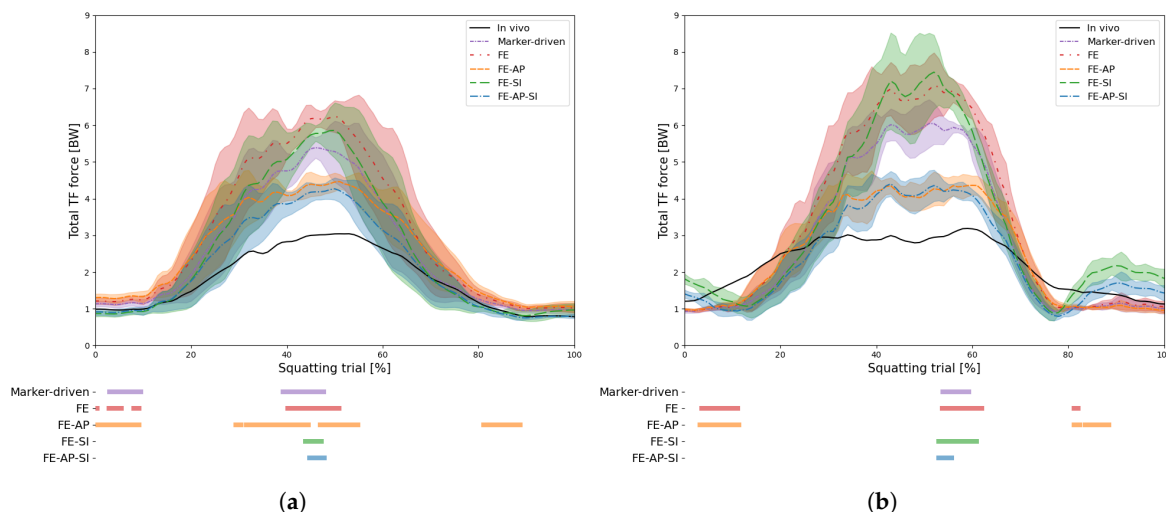 9
8
7
6
5
4
3
2
1
0
Total TF force [BW]
0 20 40 60 80 100
Squatting trial [%]
In vivo
Marker-driven
FE
FE-AP
FE-SI
FE-AP-SI
Marker-driven
FE
FE-AP
FE-SI
FE-AP-SI
(a)
9
8
7
6
5
4
3
2
1
0
Total TF force [BW]
0 20 40 60 80 100
Squatting trial [%]
In vivo
Marker-driven
FE
FE-AP
FE-SI
FE-AP-SI
Marker-driven
FE
FE-AP
FE-SI
FE-AP-SI
(b)